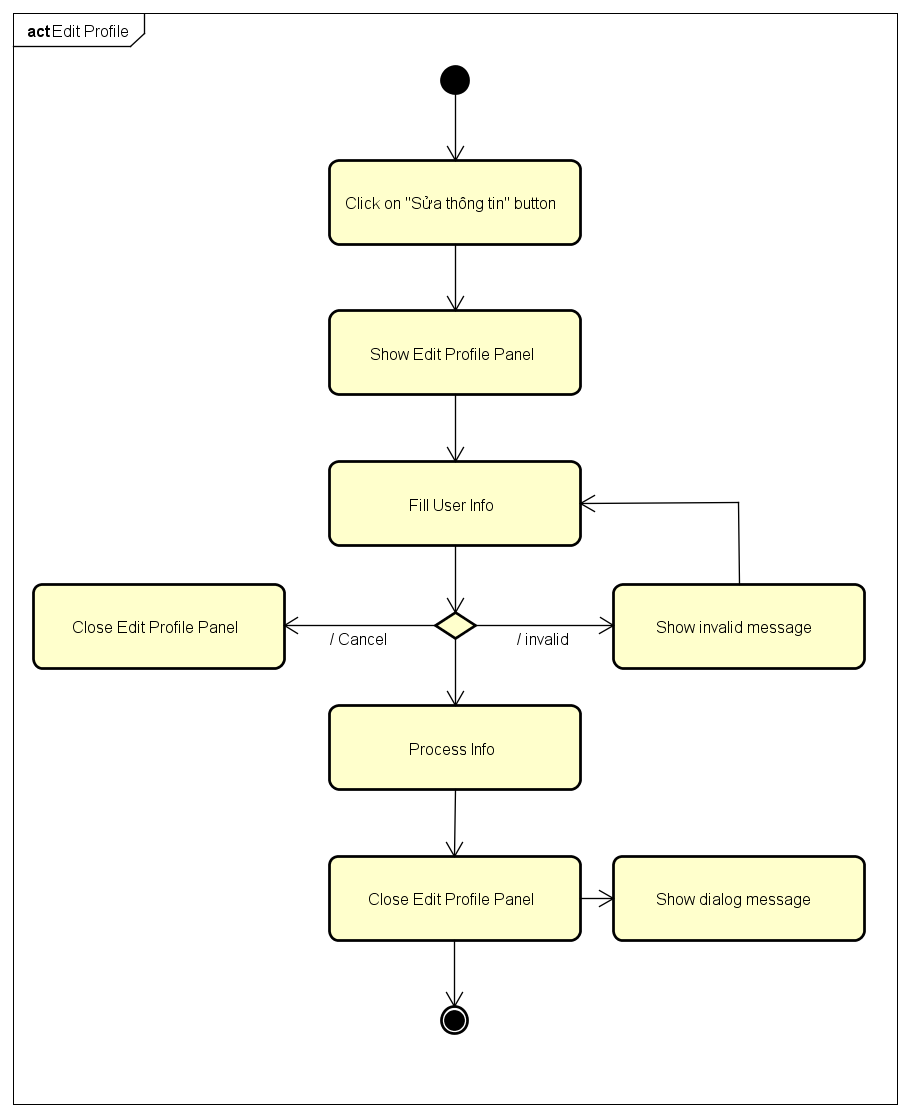 act Edit Profile
Click on "Sửa thông tin" button
Show Edit Profile Panel
Fill User Info
Close Edit Profile Panel
/ Cancel
/ invalid
Show invalid message
Process Info
Close Edit Profile Panel
Show dialog message